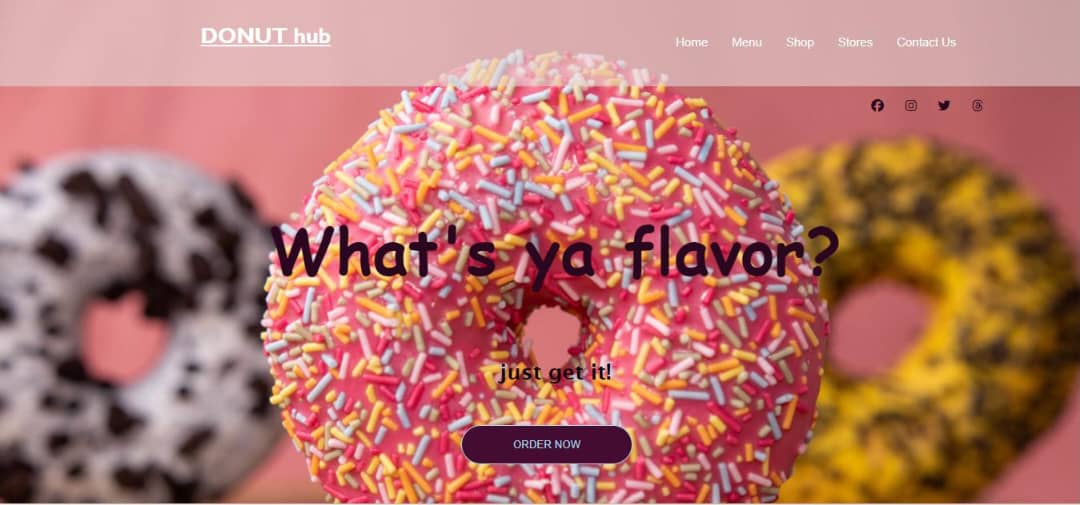 DONUT hub
Home Menu Shop Stores Contact Us
What's ya flavor?
just get it!
ORDER NOW